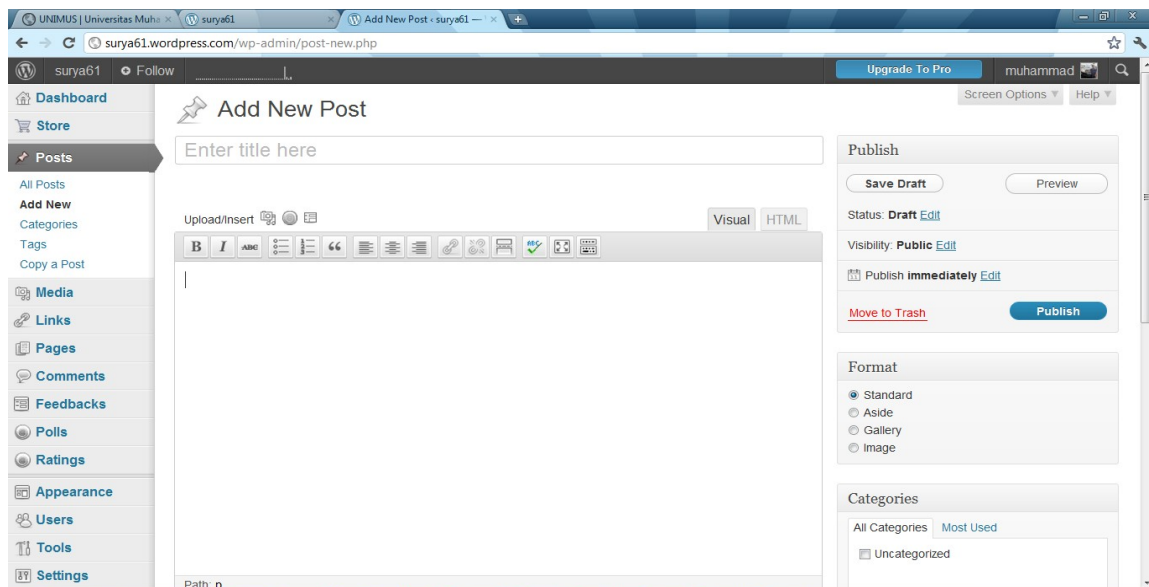 UNIMUS | Universitas Muha
surya61
Add New Post ‹ surya61 —
surya61.wordpress.com/wp-admin/post-new.php
surya61
Follow
Upgrade To Pro
muhammad
Dashboard
Store
Posts
All Posts
Add New
Categories
Tags
Copy a Post
Media
Links
Pages
Comments
Feedbacks
Polls
Ratings
Appearance
Users
Tools
Settings
Screen Options
Help
Add New Post
Enter title here
Upload/Insert
Visual
HTML
B I ABC
ABC
Path: p
Publish
Save Draft
Preview
Status: Draft Edit
Visibility: Public Edit
Publish immediately Edit
Move to Trash
Publish
Format
Standard
Aside
Gallery
Image
Categories
All Categories
Most Used
Uncategorized